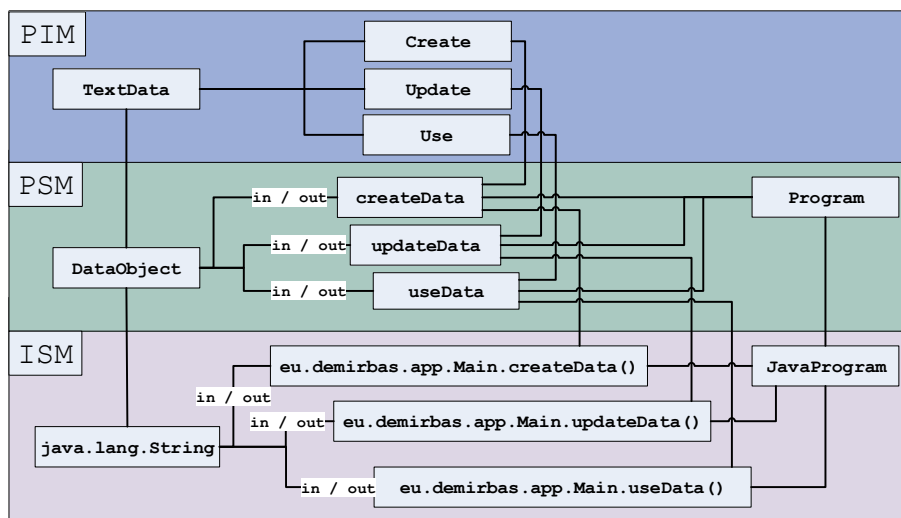 PIM
Create
TextData
Update
Use
PSM
in / out
createData
Program
in / out
updateData
DataObject
in / out
useData
ISM
eu.demirbas.app.Main.createData()
JavaProgram
in / out
in / out
eu.demirbas.app.Main.updateData()
java.lang.String
in / out
eu.demirbas.app.Main.useData()